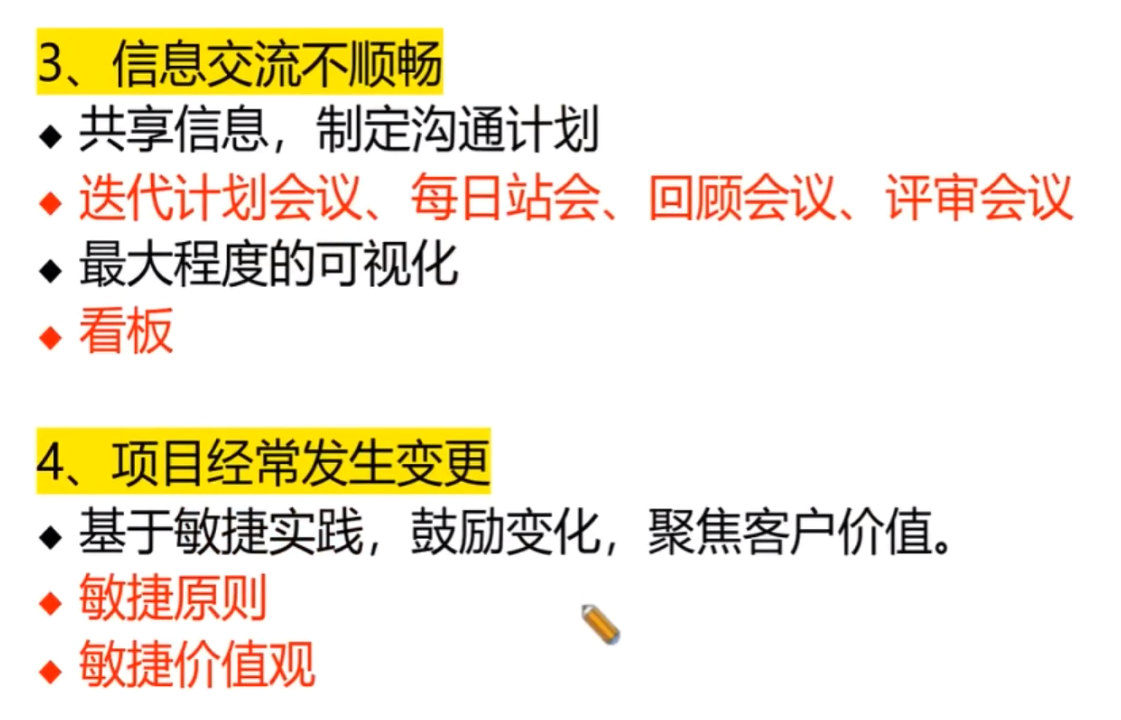 3、信息交流不顺畅
◆ 共享信息，制定沟通计划
◆ 迭代计划会议、每日站会、回顾会议、评审会议
◆ 最大程度的可视化
◆ 看板
4、项目经常发生变更
◆ 基于敏捷实践，鼓励变化，聚焦客户价值。
◆ 敏捷原则
◆ 敏捷价值观